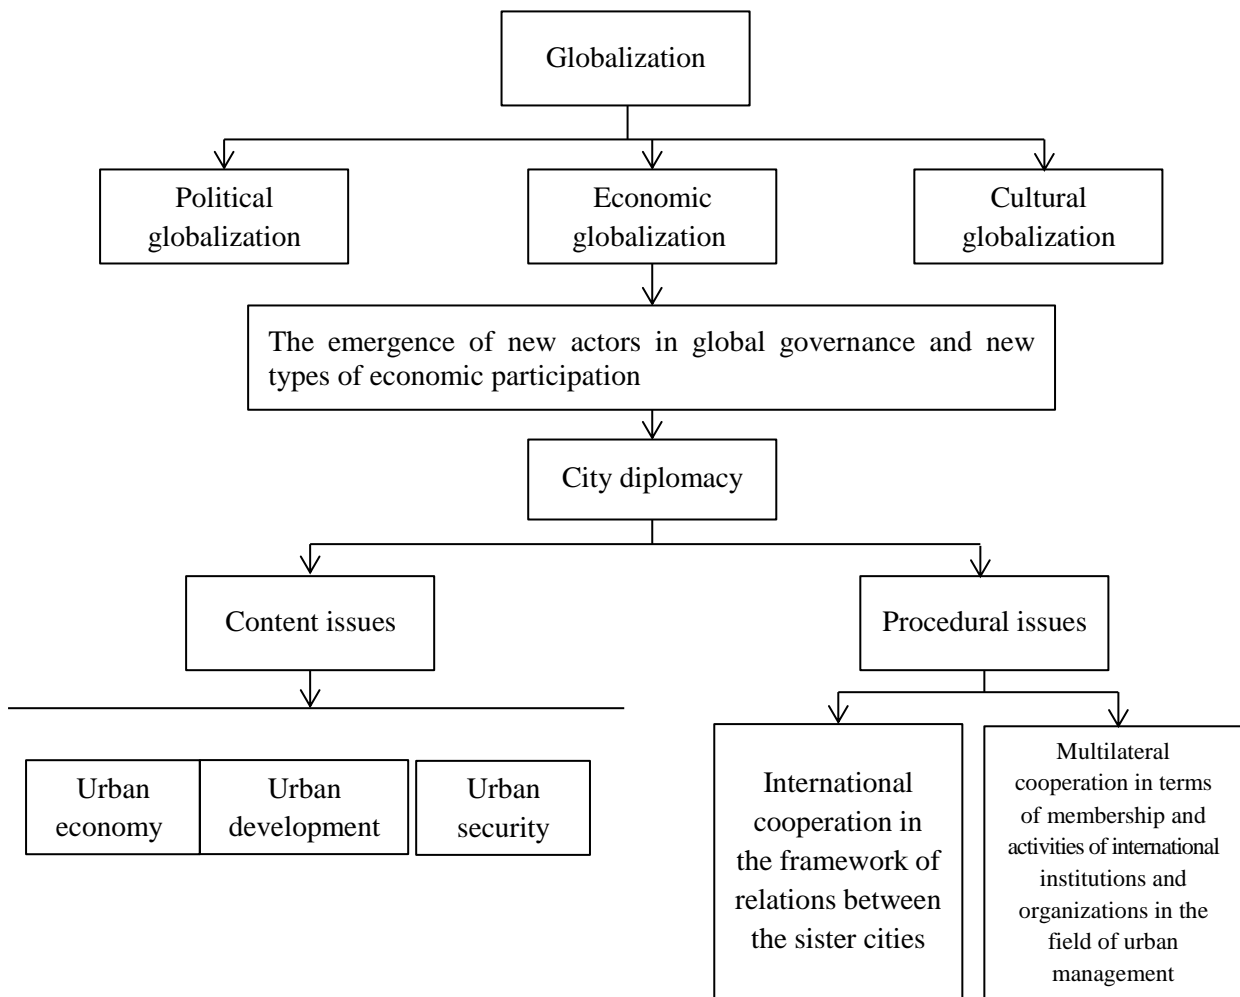 Globalization
Political
globalization
Economic
globalization
Cultural
globalization
The emergence of new actors in global governance and new
types of economic participation
City diplomacy
Content issues
Procedural issues
Urban
economy
Urban
development
Urban
security
International
cooperation in
the framework of
relations between
the sister cities
Multilateral
cooperation in terms
of membership and
activities of international
institutions and
organizations in the
field of urban
management